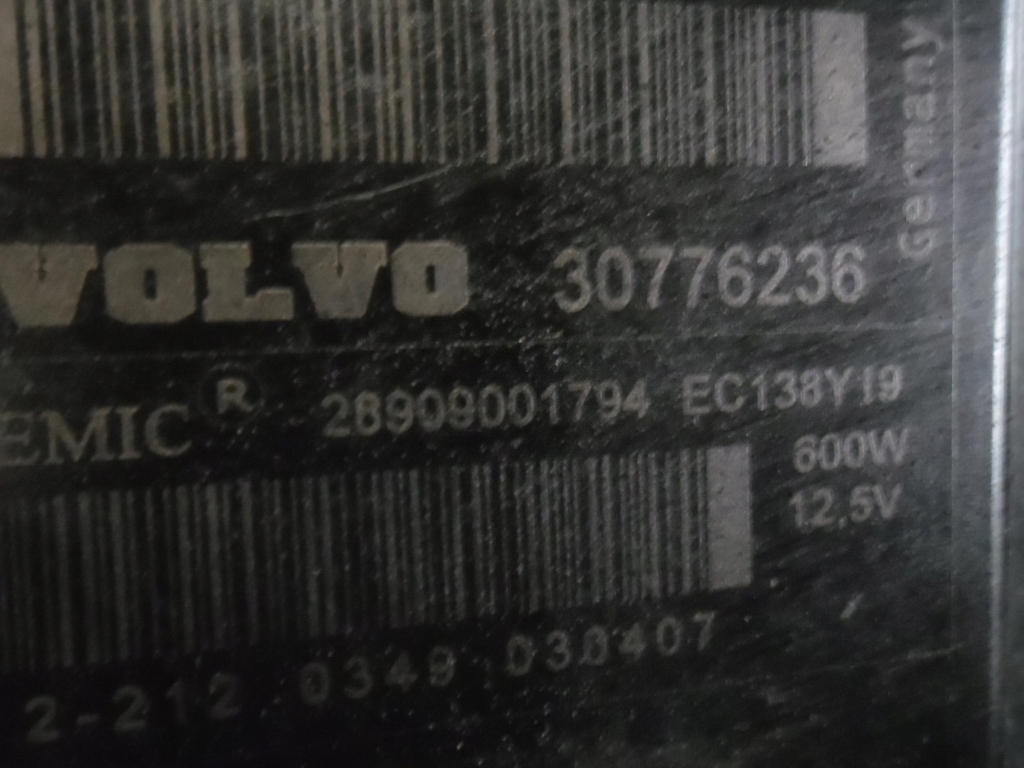 Germany
VOLVO 30776236
EMIC® 28909001794 EC138Y19
600W
12,5V
2-212 0349 030407